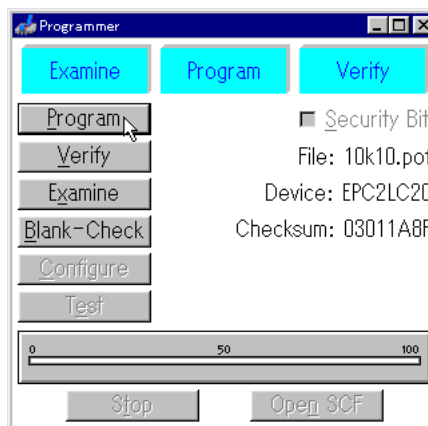 Programmer
Examine Program Verify
Program Security Bit
Verify File: 10k10.pof
Examine Device: EPC2LC20
Blank-Check Checksum: 03011A8F
Configure
Test
0 50 100
Stop Open SCF